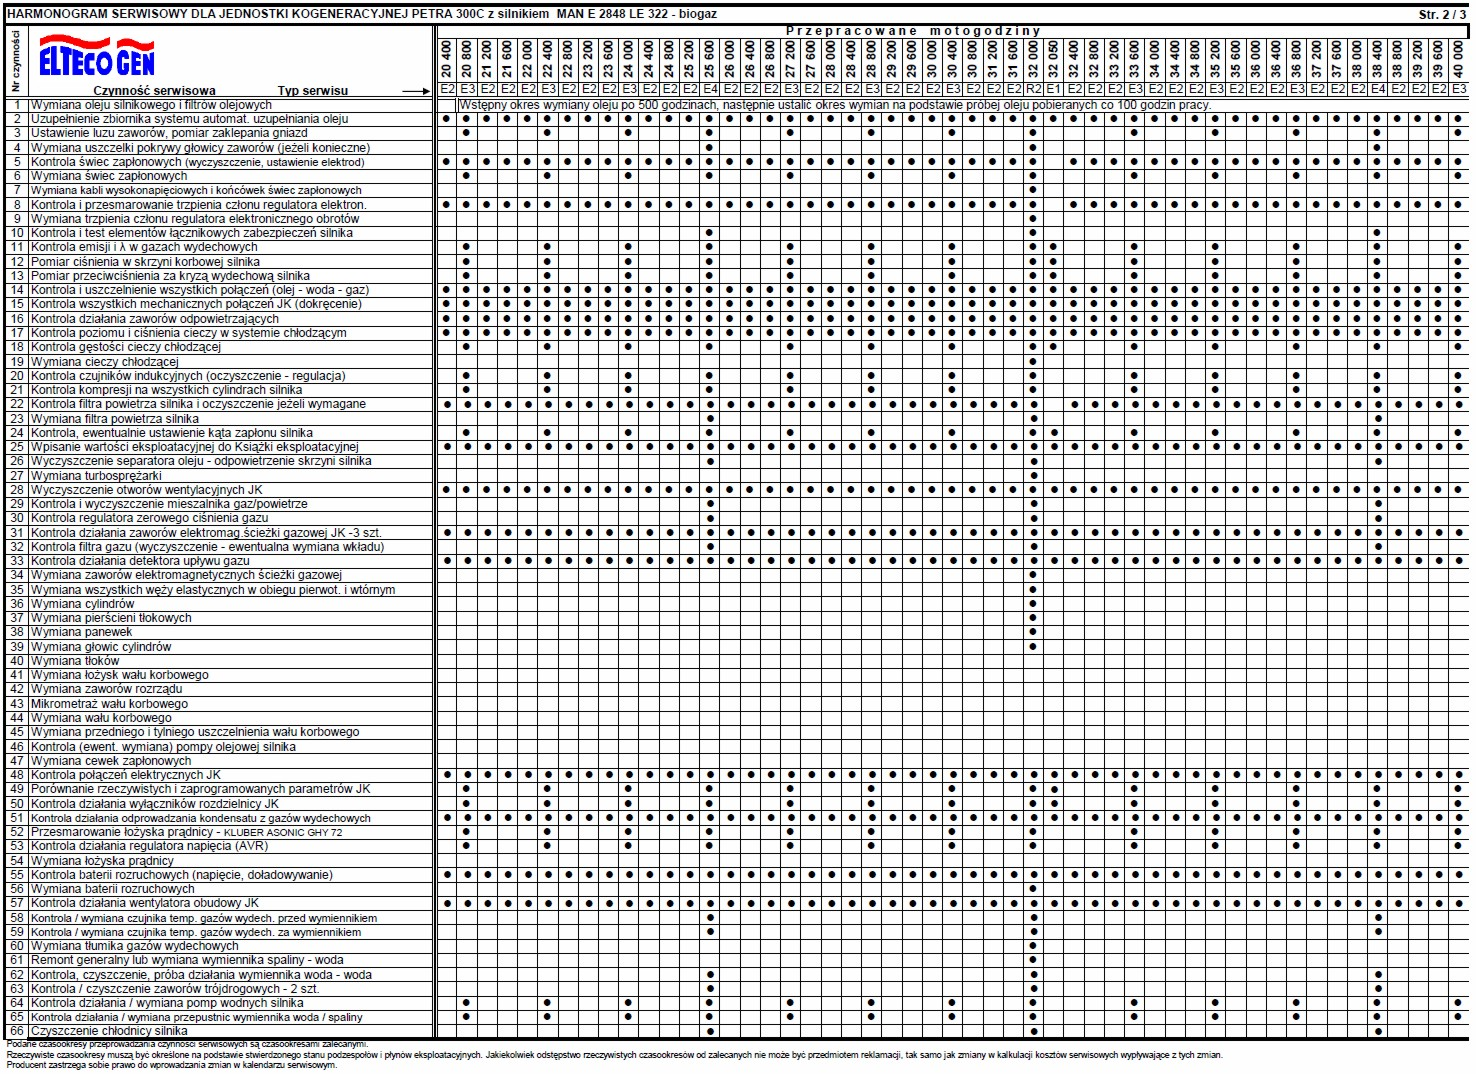 HARMONOGRAM SERWISOWY DLA JEDNOSTKI KOGENERACYJNEJ PETRA 300C z silnikiem MAN E 2848 LE 322 - biogaz Str. 2 / 3
Przepracowane motogodziny
Nr czynności
ELTECO GEN
20 400 20 800 21 200 21 600 22 000 22 400 22 800 23 200 23 600 24 000 24 400 24 800 25 200 25 600 26 000 26 400 26 800 27 200 27 600 28 000 28 400 28 800 29 200 29 600 30 000 30 400 30 800 31 200 31 600 32 000 32 050 32 400 32 800 33 200 33 600 34 000 34 400 34 800 35 200 35 600 36 000 36 400 36 800 37 200 37 600 38 000 38 400 38 800 39 200 39 600 40 000
Czynność serwisowa Typ serwisu E2 E3 E2 E2 E2 E3 E2 E2 E2 E3 E2 E2 E2 E4 E2 E2 E2 E3 E2 E2 E2 E3 E2 E2 E2 E3 E2 E2 E2 R2 E1 E2 E2 E2 E3 E2 E2 E2 E3 E2 E2 E2 E3 E2 E2 E2 E4 E2 E2 E2 E3
1 Wymiana oleju silnikowego i filtrów olejowych Wstępny okres wymiany oleju po 500 godzinach, następnie ustalić okres wymian na podstawie próbej oleju pobieranych co 100 godzin pracy.
2 Uzupełnienie zbiornika systemu automat. uzupełniania oleju
3 Ustawienie luzu zaworów, pomiar zaklepania gniazd
4 Wymiana uszczelki pokrywy głowicy zaworów (jeżeli konieczne)
5 Kontrola świec zapłonowych (wyczyszczenie, ustawienie elektrod)
6 Wymiana świec zapłonowych
7 Wymiana kabli wysokonapięciowych i końcówek świec zapłonowych
8 Kontrola i przesmarowanie trzpienia członu regulatora elektron.
9 Wymiana trzpienia członu regulatora elektronicznego obrotów
10 Kontrola i test elementów łącznikowych zabezpieczeń silnika
11 Kontrola emisji i λ w gazach wydechowych
12 Pomiar ciśnienia w skrzyni korbowej silnika
13 Pomiar przeciwciśnienia za kryzą wydechową silnika
14 Kontrola i uszczelnienie wszystkich połączeń (olej - woda - gaz)
15 Kontrola wszystkich mechanicznych połączeń JK (dokręcenie)
16 Kontrola działania zaworów odpowietrzających
17 Kontrola poziomu i ciśnienia cieczy w systemie chłodzącym
18 Kontrola gęstości cieczy chłodzącej
19 Wymiana cieczy chłodzącej
20 Kontrola czujników indukcyjnych (oczyszczenie - regulacja)
21 Kontrola kompresji na wszystkich cylindrach silnika
22 Kontrola filtra powietrza silnika i oczyszczenie jeżeli wymagane
23 Wymiana filtra powietrza silnika
24 Kontrola, ewentualnie ustawienie kąta zapłonu silnika
25 Wpisanie wartości eksploatacyjnej do Książki eksploatacyjnej
26 Wyczyszczenie separatora oleju - odpowietrzenie skrzyni silnika
27 Wymiana turbosprężarki
28 Wyczyszczenie otworów wentylacyjnych JK
29 Kontrola i wyczyszczenie mieszalnika gaz/powietrze
30 Kontrola regulatora zerowego ciśnienia gazu
31 Kontrola działania zaworów elektromag.ścieżki gazowej JK -3 szt.
32 Kontrola filtra gazu (wyczyszczenie - ewentualna wymiana wkładu)
33 Kontrola działania detektora upływu gazu
34 Wymiana zaworów elektromagnetycznych ścieżki gazowej
35 Wymiana wszystkich węży elastycznych w obiegu pierwot. i wtórnym
36 Wymiana cylindrów
37 Wymiana pierścieni tłokowych
38 Wymiana panewek
39 Wymiana głowic cylindrów
40 Wymiana tłoków
41 Wymiana łożysk wału korbowego
42 Wymiana zaworów rozrządu
43 Mikrometraż wału korbowego
44 Wymiana wału korbowego
45 Wymiana przedniego i tylniego uszczelnienia wału korbowego
46 Kontrola (ewent. wymiana) pompy olejowej silnika
47 Wymiana cewek zapłonowych
48 Kontrola połączeń elektrycznych JK
49 Porównanie rzeczywistych i zaprogramowanych parametrów JK
50 Kontrola działania wyłączników rozdzielnicy JK
51 Kontrola działania odprowadzania kondensatu z gazów wydechowych
52 Przesmarowanie łożyska prądnicy - KLUBER ASONIC GHY 72
53 Kontrola działania regulatora napięcia (AVR)
54 Wymiana łożyska prądnicy
55 Kontrola baterii rozruchowych (napięcie, doładowywanie)
56 Wymiana baterii rozruchowych
57 Kontrola działania wentylatora obudowy JK
58 Kontrola / wymiana czujnika temp. gazów wydech. przed wymiennikiem
59 Kontrola / wymiana czujnika temp. gazów wydech. za wymiennikiem
60 Wymiana tłumika gazów wydechowych
61 Remont generalny lub wymiana wymiennika spaliny - woda
62 Kontrola, czyszczenie, próba działania wymiennika woda - woda
63 Kontrola / czyszczenie zaworów trójdrogowych - 2 szt.
64 Kontrola działania / wymiana pomp wodnych silnika
65 Kontrola działania / wymiana przepustnic wymiennika woda / spaliny
66 Czyszczenie chłodnicy silnika
Podane czasookresy przeprowadzania czynności serwisowych są czasookresami zalecanymi.
Rzeczywiste czasookresy muszą być określone na podstawie stwierdzonego stanu podzespołów i płynów eksploatacyjnych. Jakiekolwiek odstępstwo rzeczywistych czasookresów od zalecanych nie może być przedmiotem reklamacji, tak samo jak zmiany w kalkulacji kosztów serwisowych wypływające z tych zmian.
Producent zastrzega sobie prawo do wprowadzania zmian w kalendarzu serwisowym.